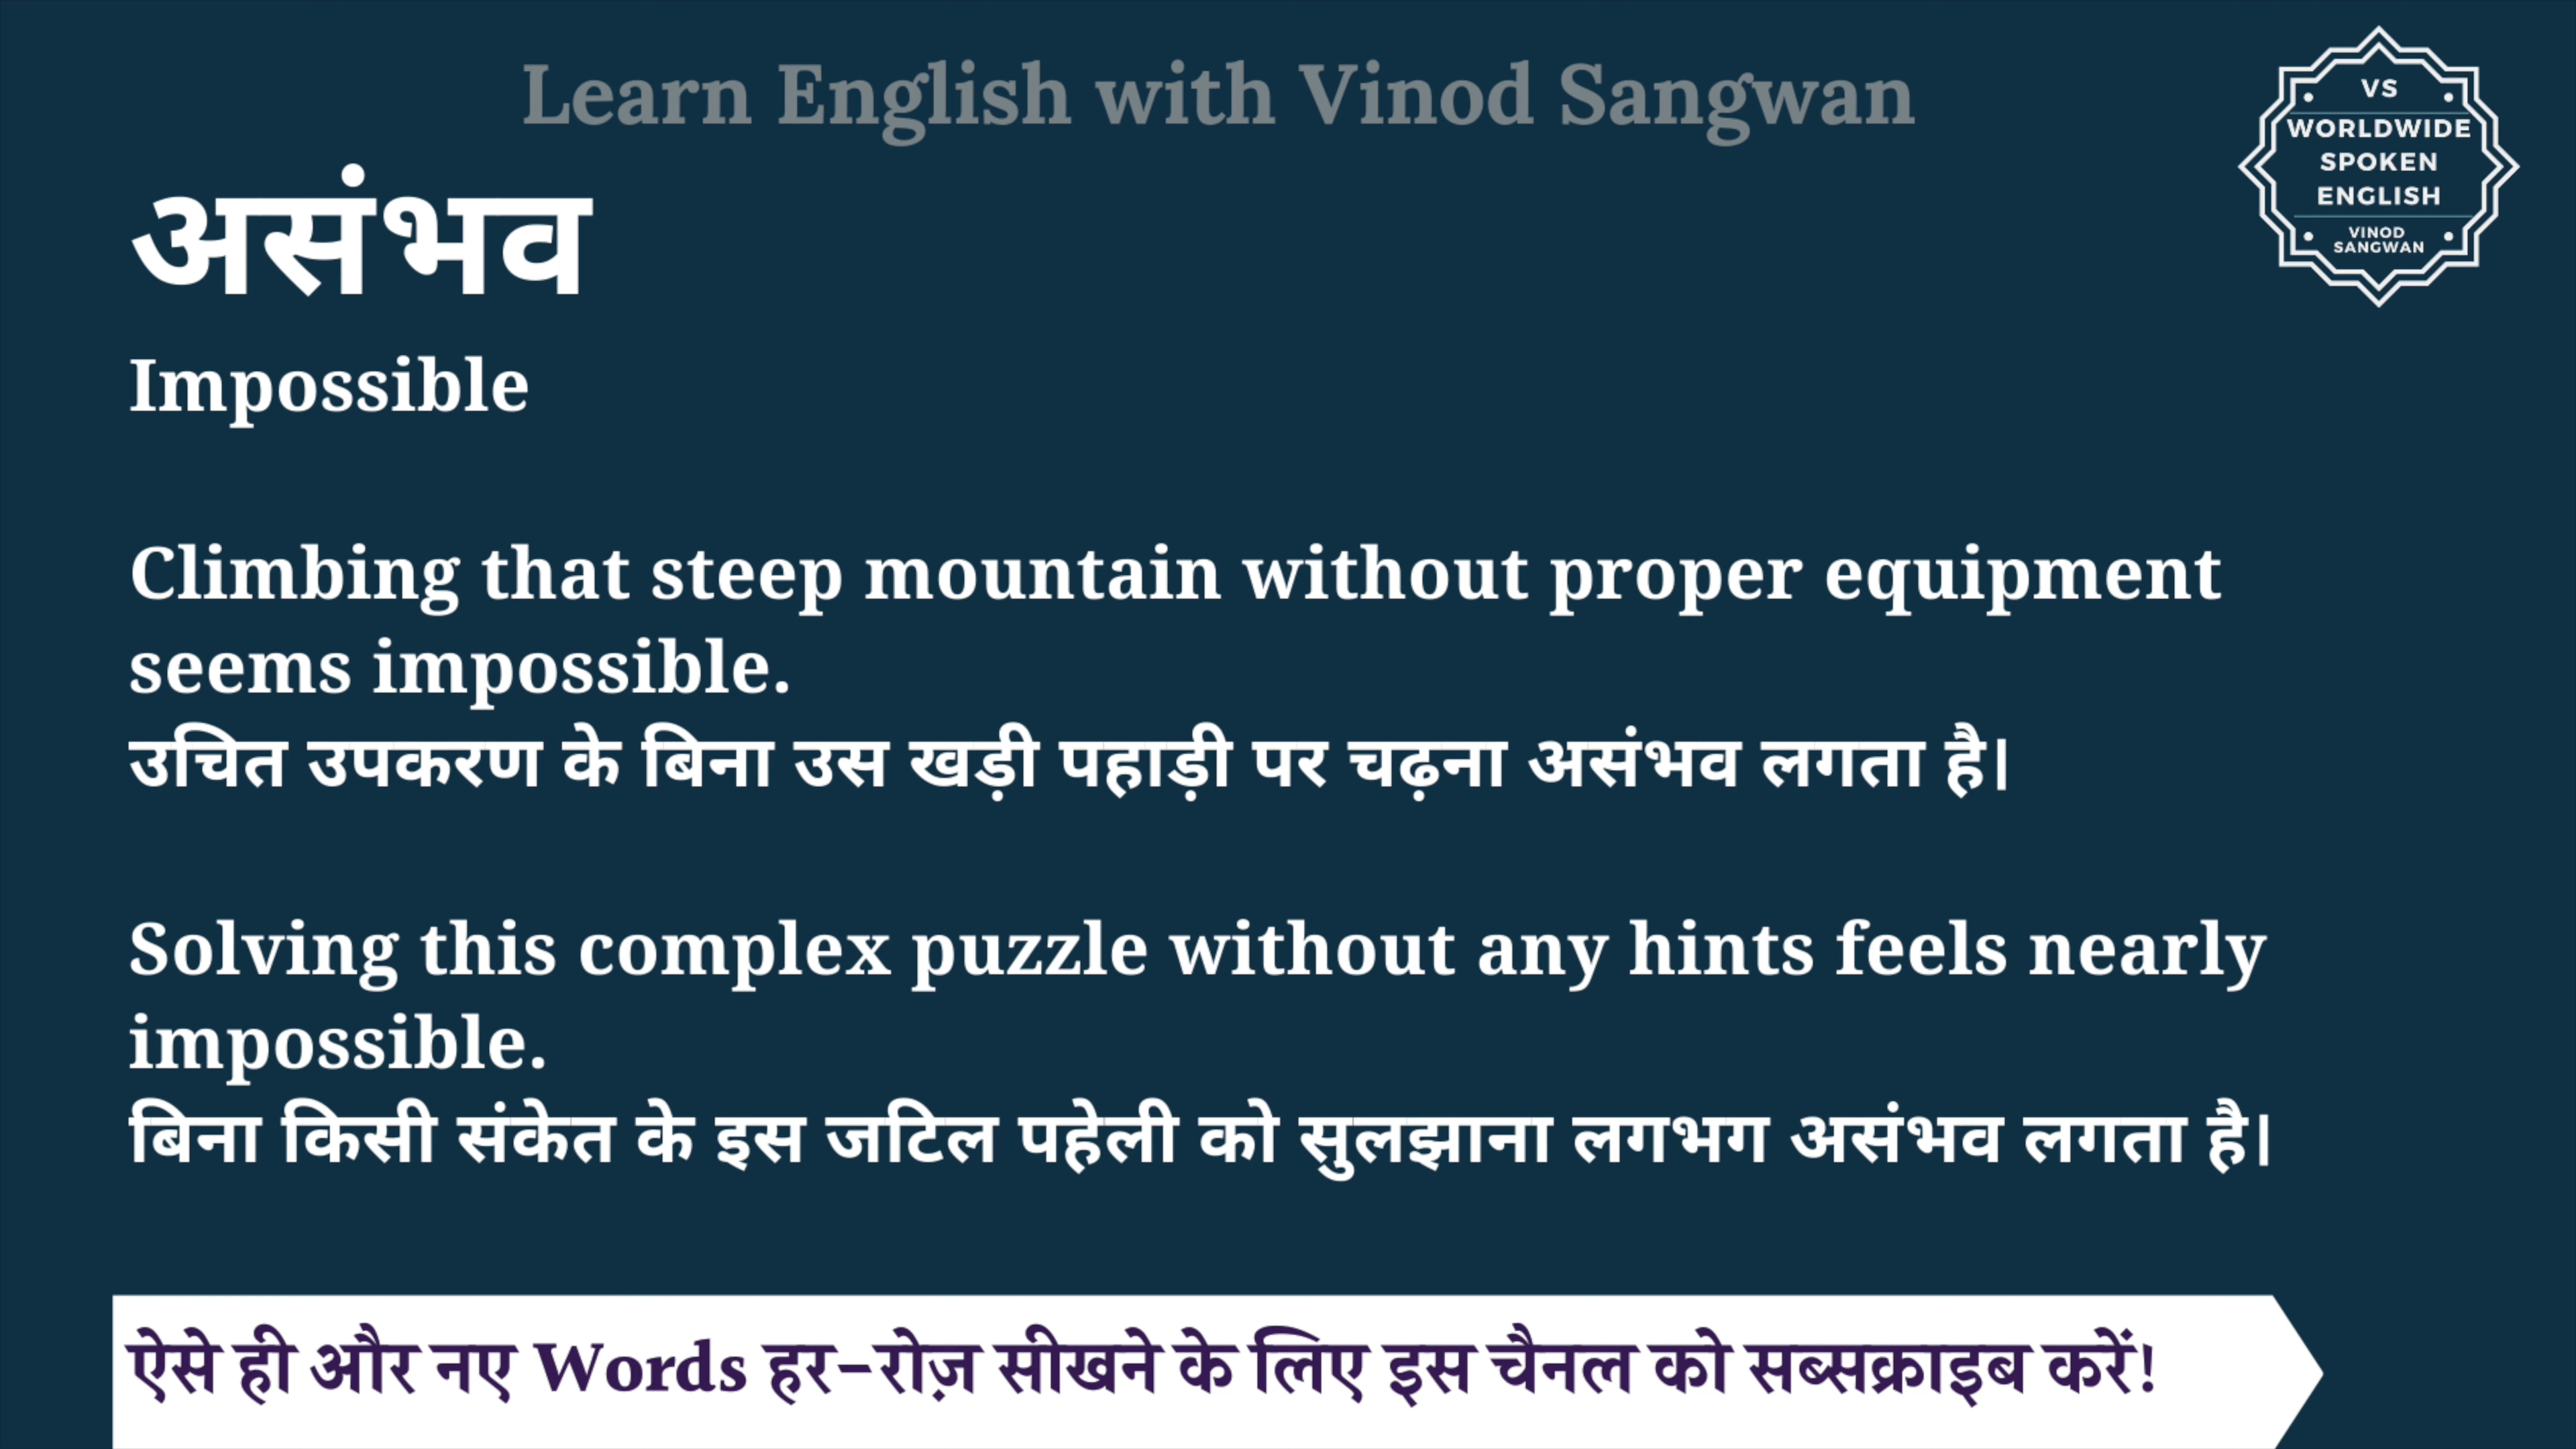 Learn English with Vinod Sangwan
VS
WORLDWIDE
SPOKEN
ENGLISH
VINOD
SANGWAN
असंभव
Impossible
Climbing that steep mountain without proper equipment
seems impossible.
उचित उपकरण के बिना उस खड़ी पहाड़ी पर चढ़ना असंभव लगता है।
Solving this complex puzzle without any hints feels nearly
impossible.
बिना किसी संकेत के इस जटिल पहेली को सुलझाना लगभग असंभव लगता है।
ऐसे ही और नए Words हर-रोज़ सीखने के लिए इस चैनल को सब्सक्राइब करें!